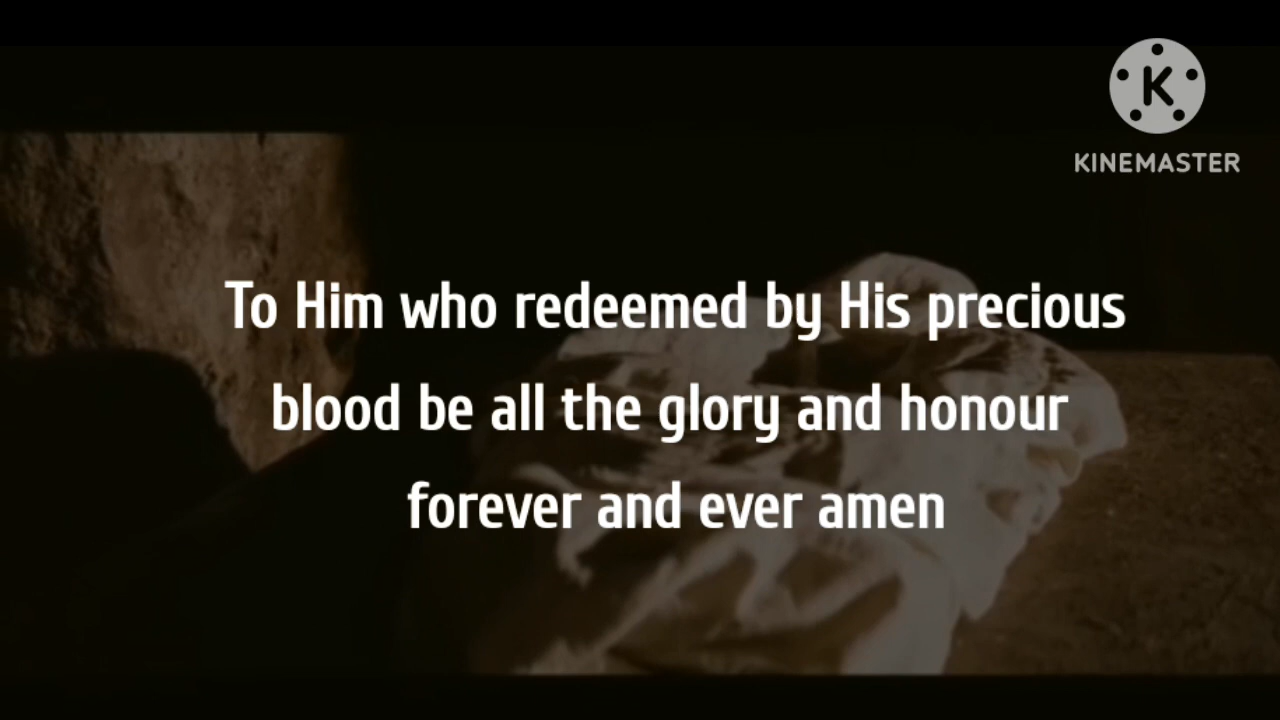 KINEMASTER
To Him who redeemed by His precious
blood be all the glory and honour
forever and ever amen